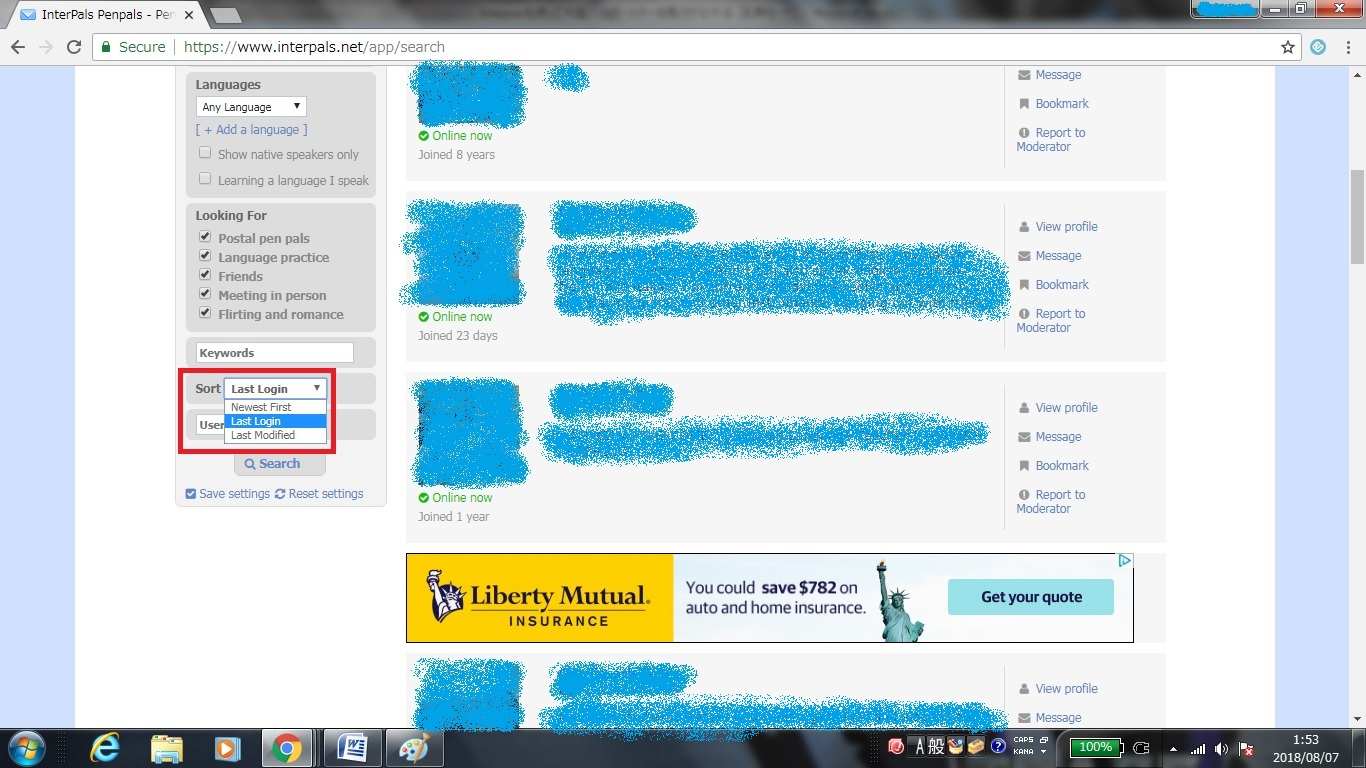 InterPals Penpals - Pen
Secure
https://www.interpals.net/app/search
Languages
Any Language
[ + Add a language ]
Show native speakers only
Learning a language I speak
Looking For
Postal pen pals
Language practice
Friends
Meeting in person
Flirting and romance
Keywords
Sort Last Login
Newest First
Last Login
Last Modified
User
Search
Save settings Reset settings
Online now
Joined 8 years
Message
Bookmark
Report to
Moderator
Online now
Joined 23 days
View profile
Message
Bookmark
Report to
Moderator
Online now
Joined 1 year
View profile
Message
Bookmark
Report to
Moderator
Liberty Mutual.
INSURANCE
You could save $782 on
auto and home insurance.
Get your quote
View profile
Message
A 般
CAPS
KANA
100%
1:53
2018/08/07